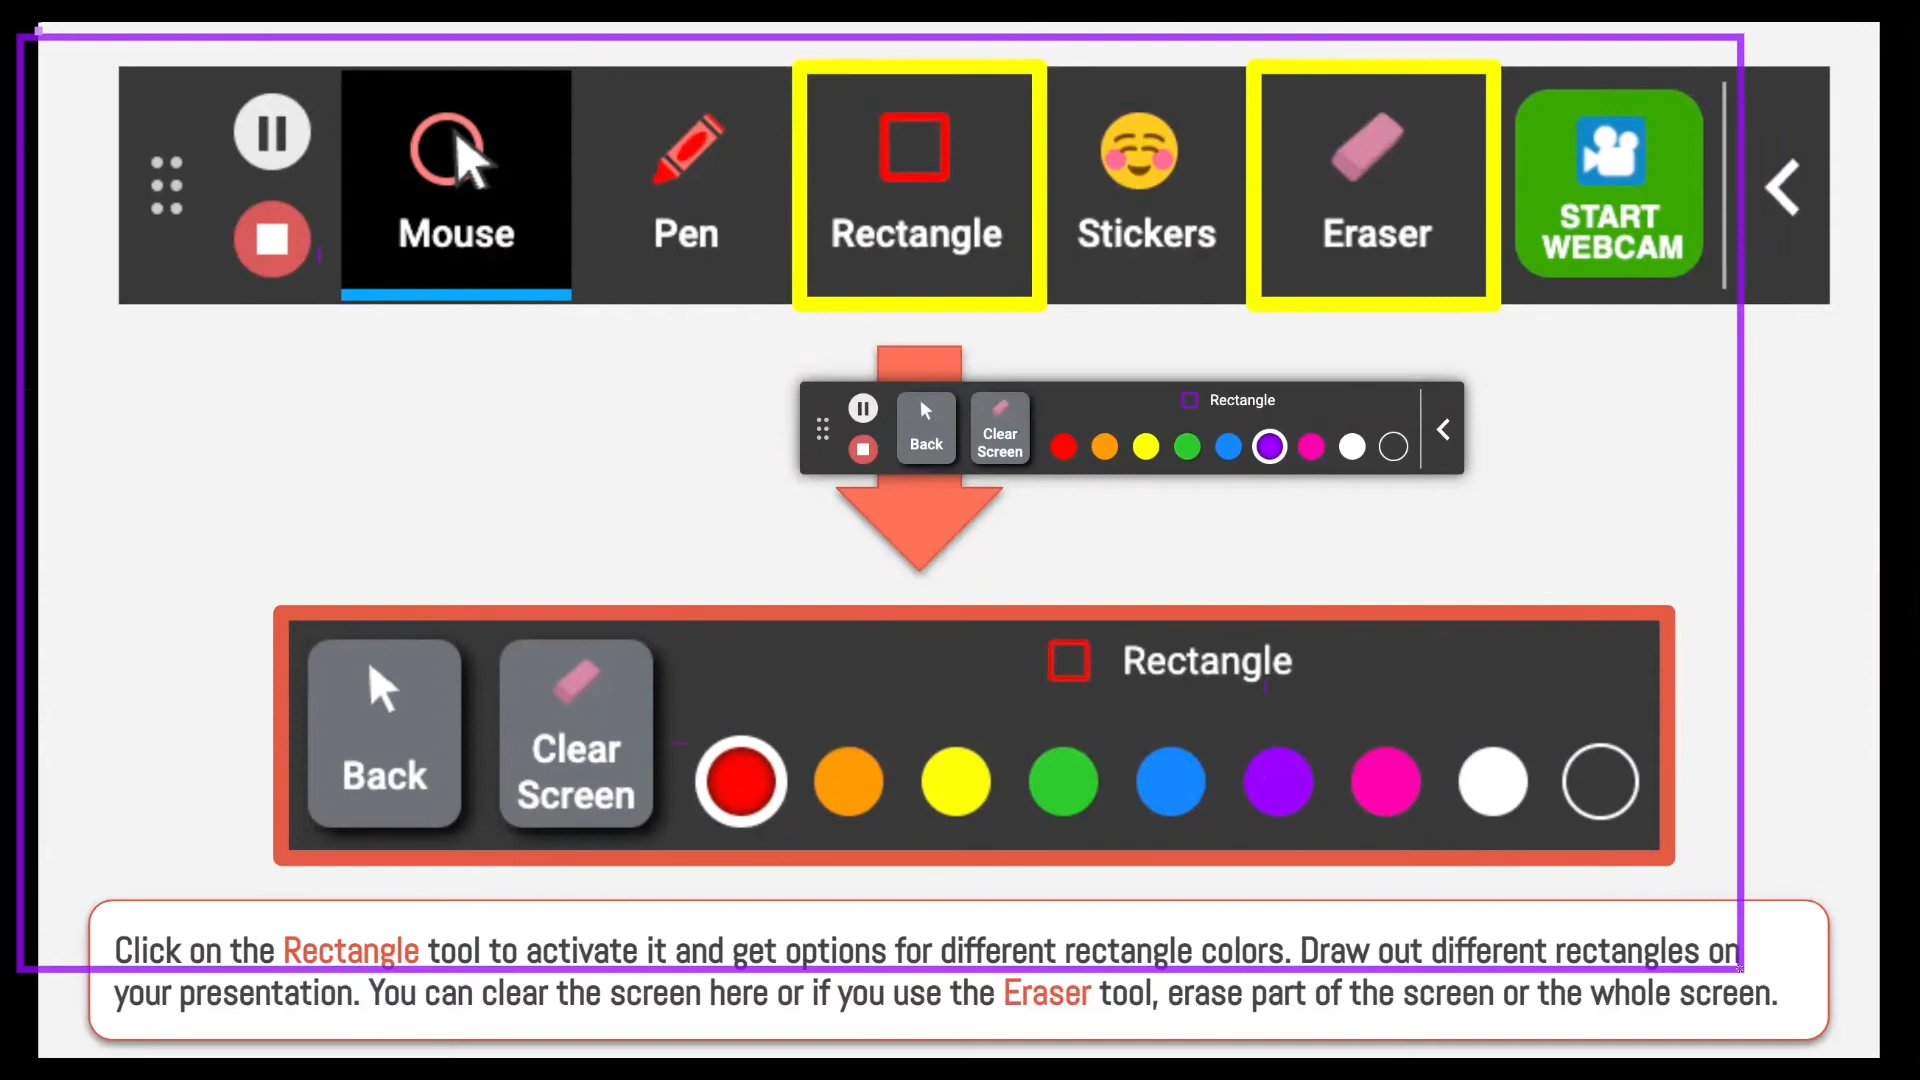 Mouse
Pen
Rectangle
Stickers
Eraser
START
WEBCAM
Rectangle
Back
Clear
Screen
Rectangle
Back
Clear
Screen
Click on the Rectangle tool to activate it and get options for different rectangle colors. Draw out different rectangles on
your presentation. You can clear the screen here or if you use the Eraser tool, erase part of the screen or the whole screen.